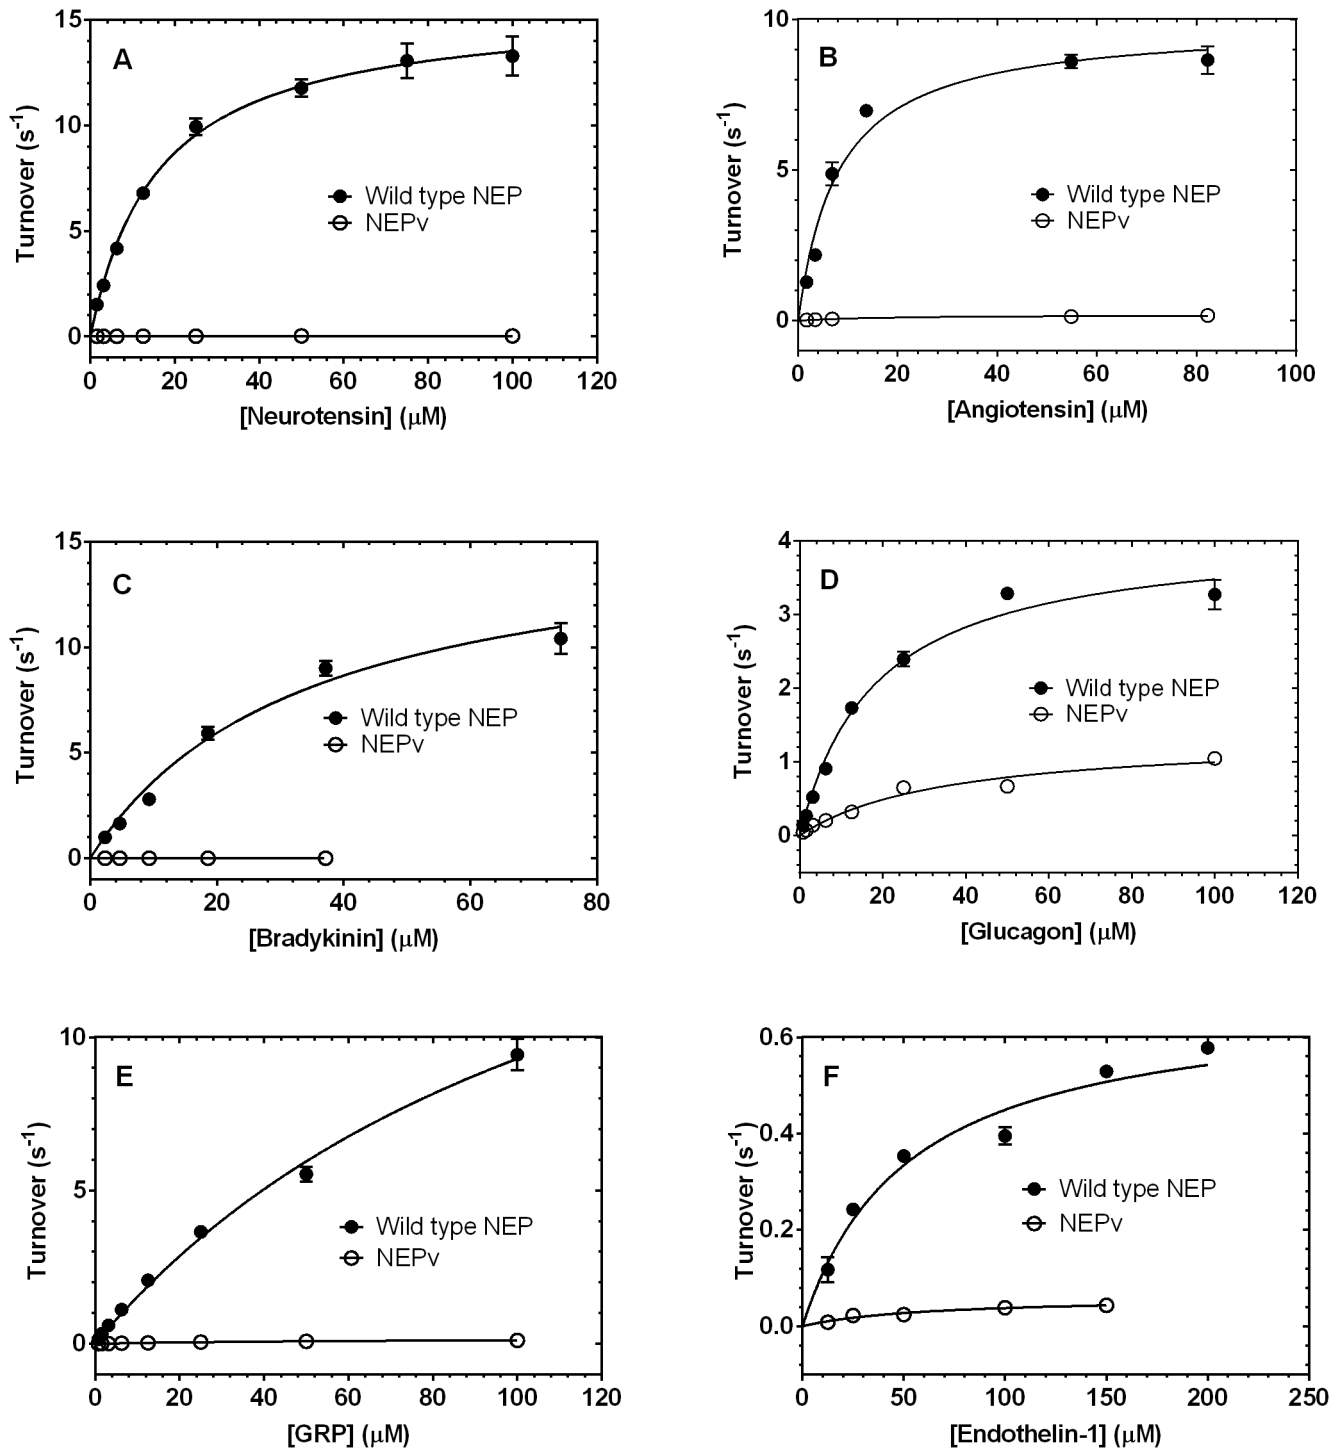 A
15
10
5
0
Turnover (s⁻¹)
Wild type NEP
NEPv
0 20 40 60 80 100 120
[Neurotensin] (μM)
B
10
5
0
Turnover (s⁻¹)
Wild type NEP
NEPv
0 20 40 60 80 100
[Angiotensin] (μM)
C
15
10
5
0
Turnover (s⁻¹)
Wild type NEP
NEPv
0 20 40 60 80
[Bradykinin] (μM)
D
4
3
2
1
0
Turnover (s⁻¹)
Wild type NEP
NEPv
0 20 40 60 80 100 120
[Glucagon] (μM)
E
10
5
0
Turnover (s⁻¹)
Wild type NEP
NEPv
0 20 40 60 80 100 120
[GRP] (μM)
F
0.6
0.4
0.2
0.0
Turnover (s⁻¹)
Wild type NEP
NEPv
0 50 100 150 200 250
[Endothelin-1] (μM)